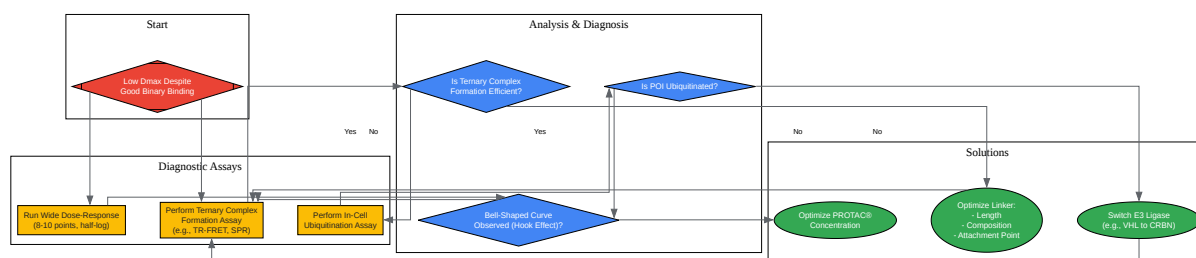 Start
Analysis & Diagnosis
Low Dmax Despite
Good Binary Binding
Is Ternary Complex
Formation Efficient?
Is POI Ubiquitinated?
Yes
No
Yes
No
No
Diagnostic Assays
Solutions
Run Wide Dose-Response
(8-10 points, half-log)
Perform Ternary Complex
Formation Assay
(e.g., TR-FRET, SPR)
Perform In-Cell
Ubiquitination Assay
Bell-Shaped Curve
Observed (Hook Effect)?
Optimize PROTAC®
Concentration
Optimize Linker:
- Length
- Composition
- Attachment Point
Switch E3 Ligase
(e.g., VHL to CRBN)